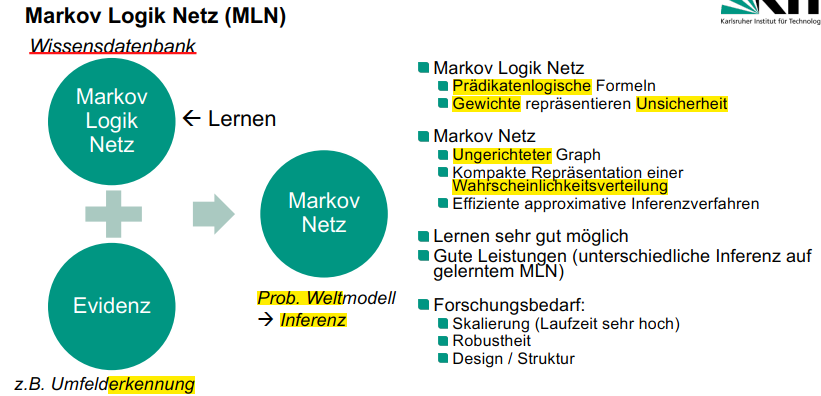 Markov Logik Netz (MLN)
Karlsruher Institut für Technolog
Wissensdatenbank
Markov
Logik
Netz
← Lernen
Evidenz
z.B. Umfelderkennung
Markov
Netz
Prob. Weltmodell
→ Inferenz
Markov Logik Netz
Prädikatenlogische Formeln
Gewichte repräsentieren Unsicherheit
Markov Netz
Ungerichteter Graph
Kompakte Repräsentation einer
Wahrscheinlichkeitsverteilung
Effiziente approximative Inferenzverfahren
Lernen sehr gut möglich
Gute Leistungen (unterschiedliche Inferenz auf
gelerntem MLN)
Forschungsbedarf:
Skalierung (Laufzeit sehr hoch)
Robustheit
Design / Struktur